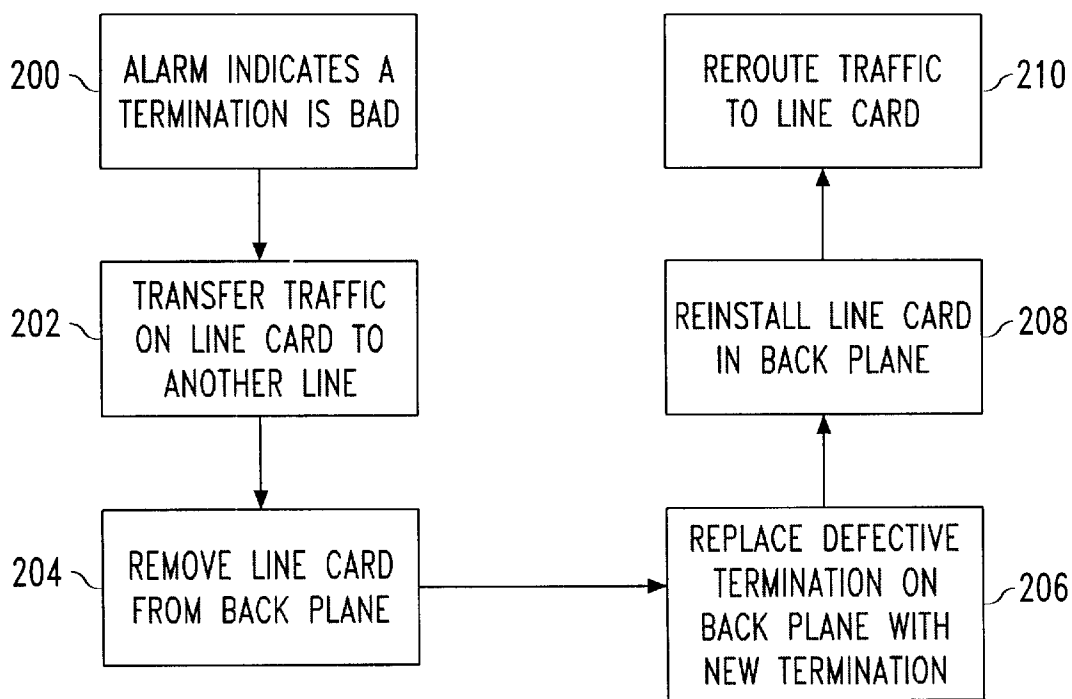 200
ALARM INDICATES A
TERMINATION IS BAD
202
TRANSFER TRAFFIC
ON LINE CARD TO
ANOTHER LINE
204
REMOVE LINE CARD
FROM BACK PLANE
REPLACE DEFECTIVE
TERMINATION ON
BACK PLANE WITH
NEW TERMINATION
206
REINSTALL LINE CARD
IN BACK PLANE
208
REROUTE TRAFFIC
TO LINE CARD
210